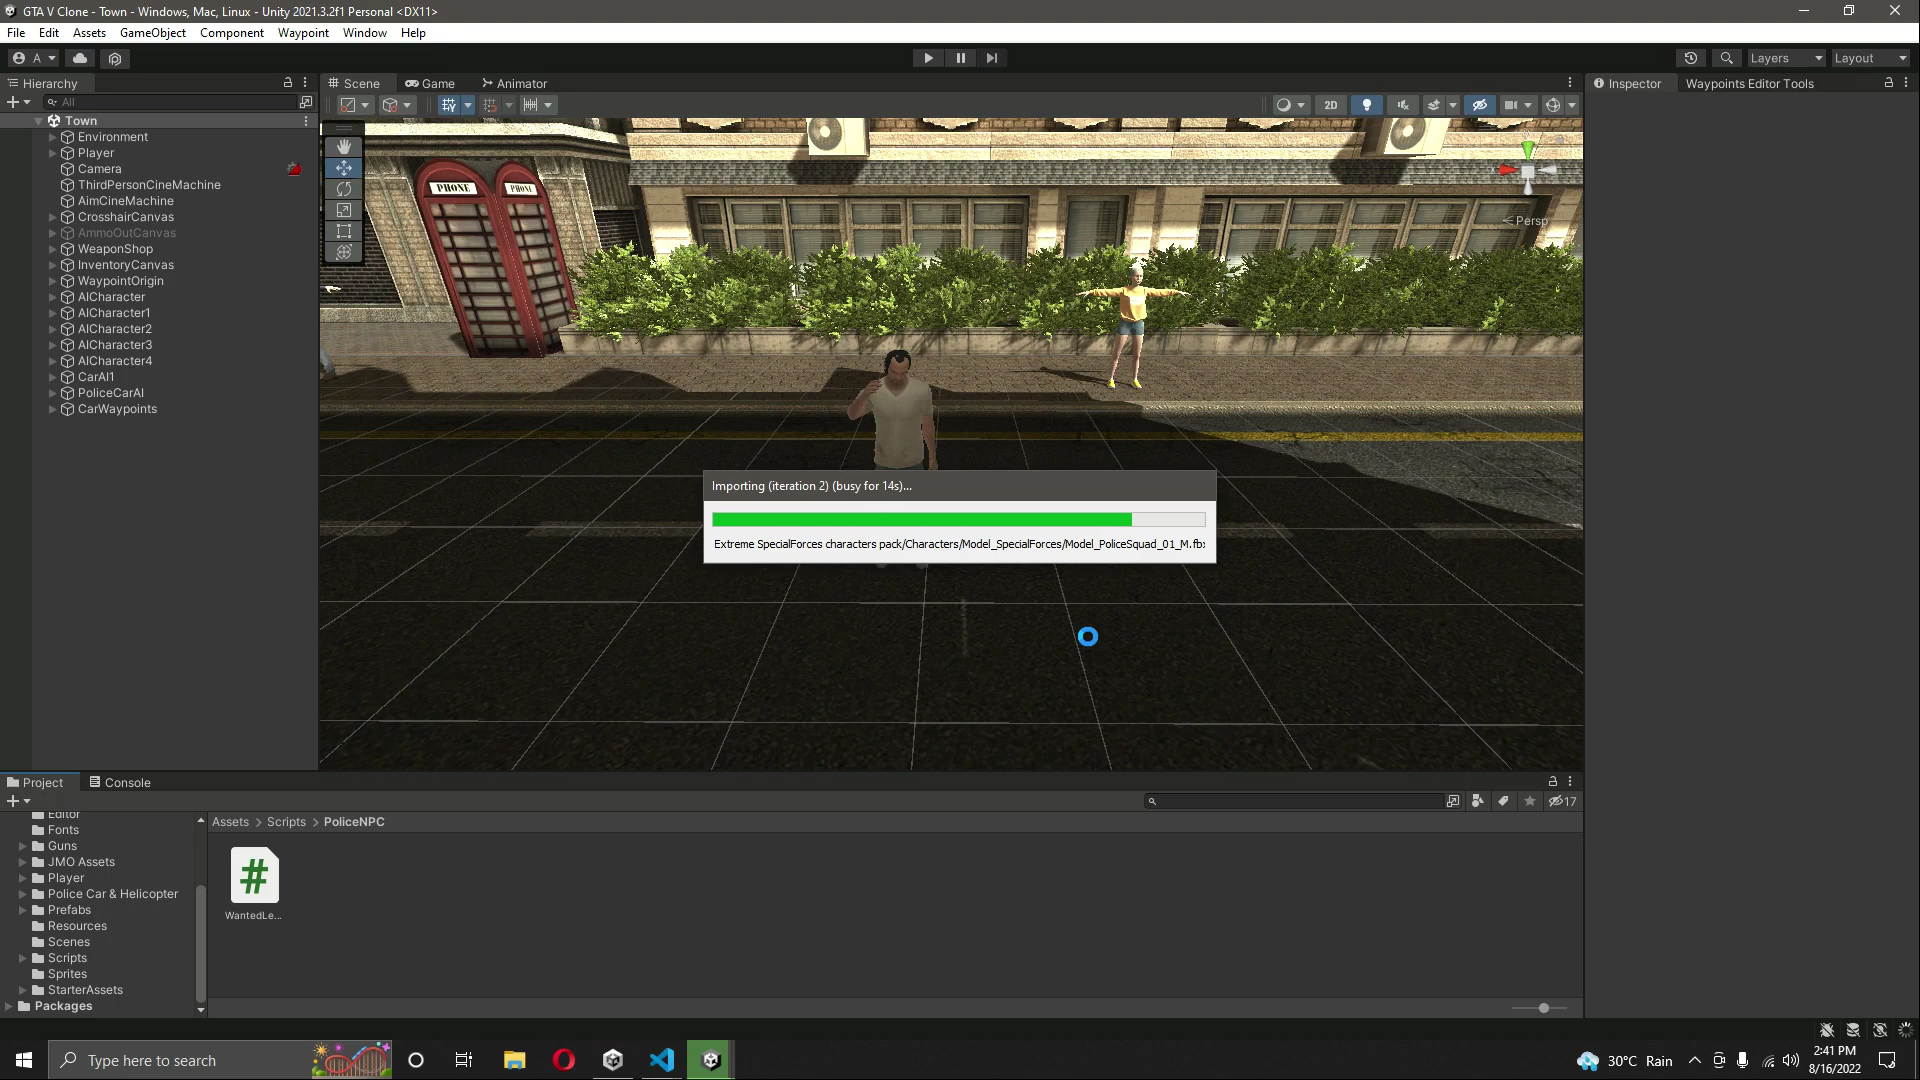 GTA V Clone - Town - Windows, Mac, Linux - Unity 2021.3.2f1 Personal <DX11>
File Edit Assets GameObject Component Waypoint Window Help
A Layers Layout
Hierarchy
All
Town
Environment
Player
Camera
ThirdPersonCineMachine
AimCineMachine
CrosshairCanvas
AmmoOutCanvas
WeaponShop
InventoryCanvas
WaypointOrigin
AICharacter
AICharacter1
AICharacter2
AICharacter3
AICharacter4
CarAI1
PoliceCarAI
CarWaypoints
Scene Game Animator
2D
PHONE PHONE
Persp
Importing (iteration 2) (busy for 14s)...
Extreme SpecialForces characters pack/Characters/Model_SpecialForces/Model_PoliceSquad_01_M.fbx
Inspector Waypoints Editor Tools
Project Console
17
Editor
Fonts
Guns
JMO Assets
Player
Police Car & Helicopter
Prefabs
Resources
Scenes
Scripts
Sprites
StarterAssets
Packages
Assets > Scripts > PoliceNPC
#
WantedLe...
Type here to search
30°C Rain
2:41 PM
8/16/2022